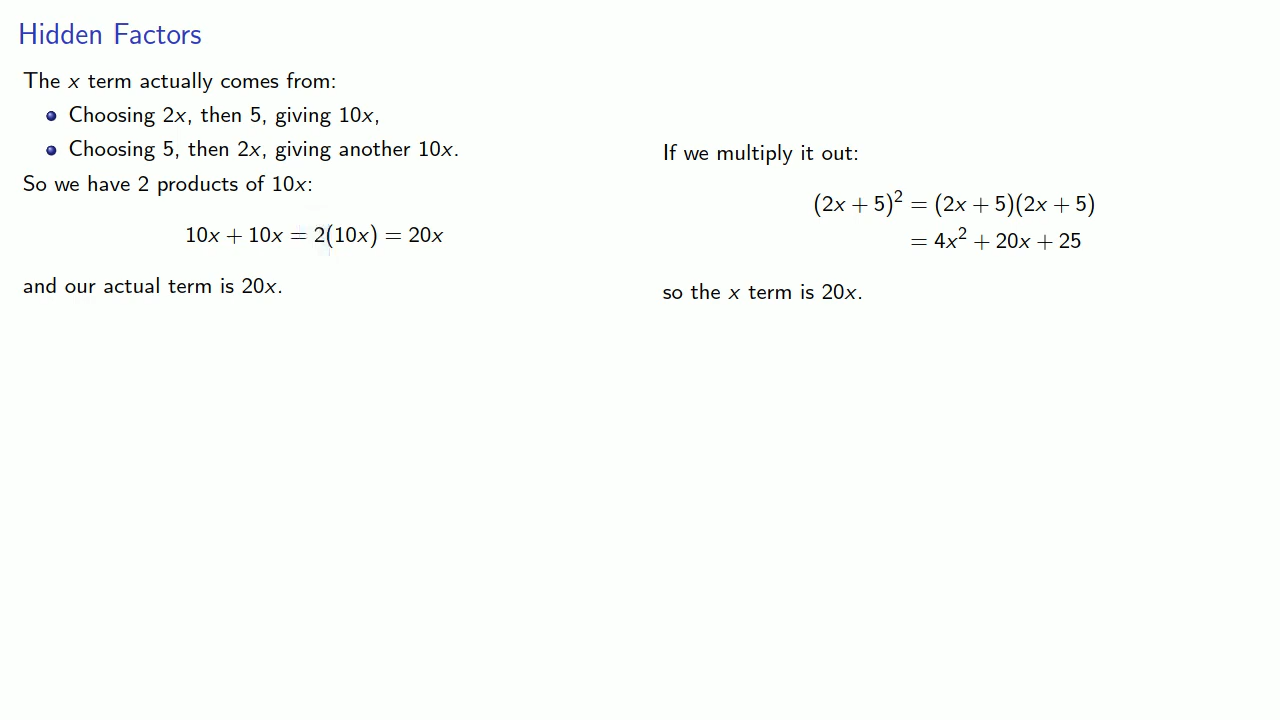 Hidden Factors
The x term actually comes from:
Choosing 2x, then 5, giving 10x,
Choosing 5, then 2x, giving another 10x.
So we have 2 products of 10x:
10x + 10x = 2(10x) = 20x
and our actual term is 20x.
If we multiply it out:
(2x + 5)² = (2x + 5)(2x + 5)
= 4x² + 20x + 25
so the x term is 20x.